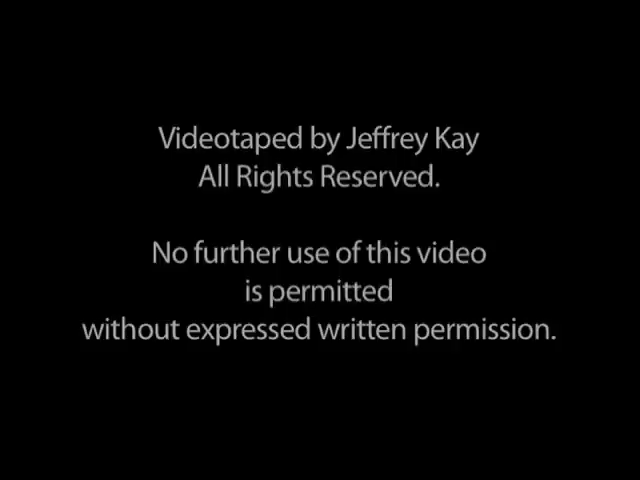 Videotaped by Jeffrey Kay
All Rights Reserved.
No further use of this video
is permitted
without expressed written permission.